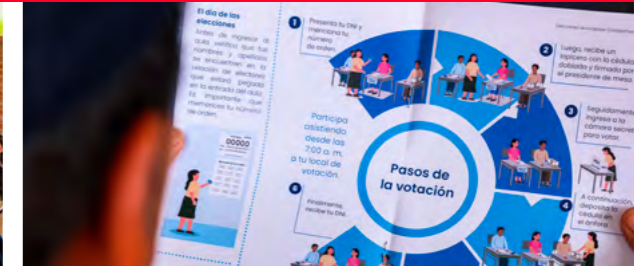 El día de las
elecciones
Antes de ingresar al
aula verifica que tus
nombres y apellidos
se encuentren en la
relación de electores
que estará pegada
en la entrada del aula.
Es importante que
memorices tu número
de orden.
00000
1
Presenta tu DNI y
menciona tu
número
de orden.
2
Luego, recibe un
lapicero con la cédula
doblada y firmada por
el presidente de mesa.
3
Seguidamente,
ingresa a la
cámara secreta
para votar.
4
A continuación,
deposita la
cédula en
el ánfora.
6
Finalmente,
recibe tu DNI.
Participa
asistiendo
desde las
7:00 a. m.
a tu local de
votación.
Pasos de
la votación